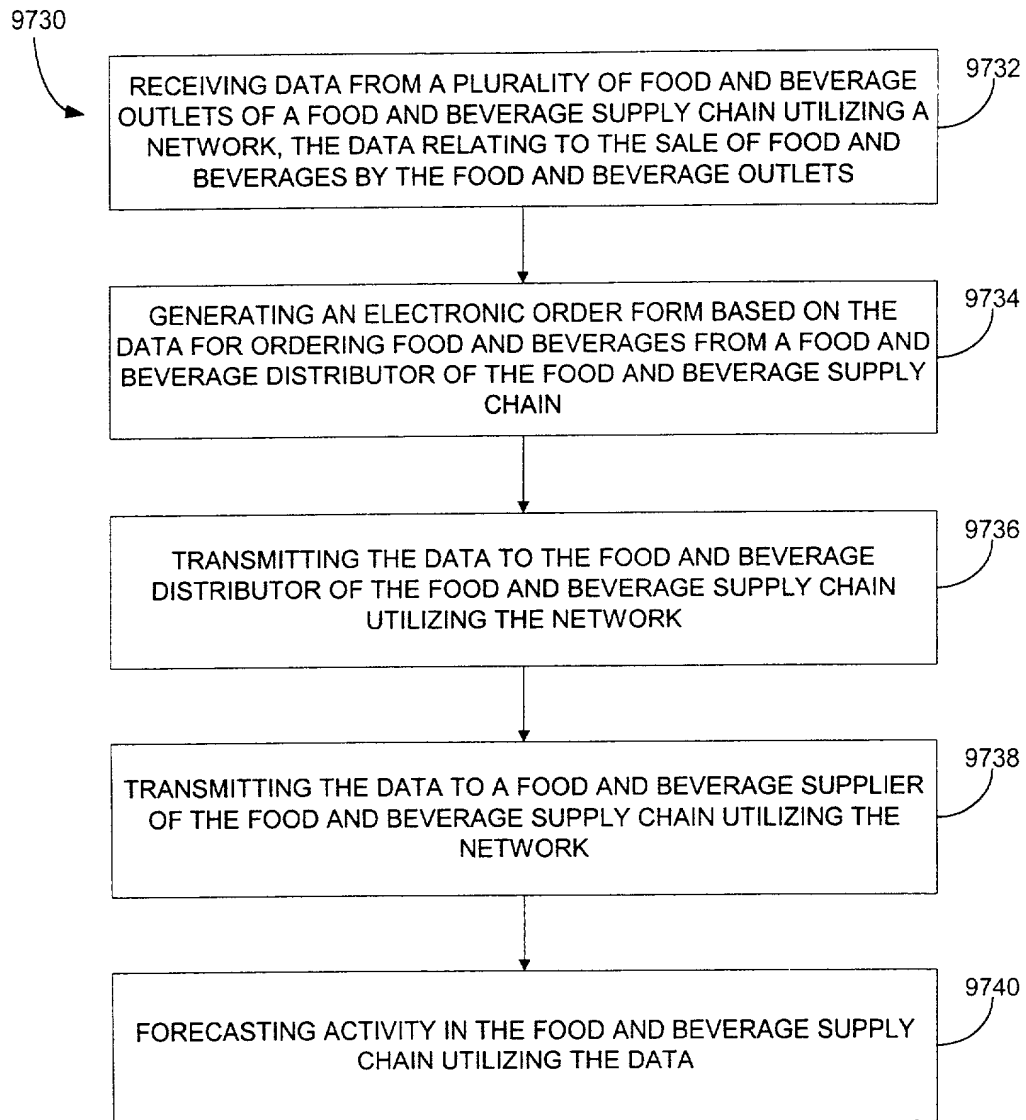 9730
RECEIVING DATA FROM A PLURALITY OF FOOD AND BEVERAGE
OUTLETS OF A FOOD AND BEVERAGE SUPPLY CHAIN UTILIZING A
NETWORK, THE DATA RELATING TO THE SALE OF FOOD AND
BEVERAGES BY THE FOOD AND BEVERAGE OUTLETS
9732
GENERATING AN ELECTRONIC ORDER FORM BASED ON THE
DATA FOR ORDERING FOOD AND BEVERAGES FROM A FOOD AND
BEVERAGE DISTRIBUTOR OF THE FOOD AND BEVERAGE SUPPLY
CHAIN
9734
TRANSMITTING THE DATA TO THE FOOD AND BEVERAGE
DISTRIBUTOR OF THE FOOD AND BEVERAGE SUPPLY CHAIN
UTILIZING THE NETWORK
9736
TRANSMITTING THE DATA TO A FOOD AND BEVERAGE SUPPLIER
OF THE FOOD AND BEVERAGE SUPPLY CHAIN UTILIZING THE
NETWORK
9738
FORECASTING ACTIVITY IN THE FOOD AND BEVERAGE SUPPLY
CHAIN UTILIZING THE DATA
9740